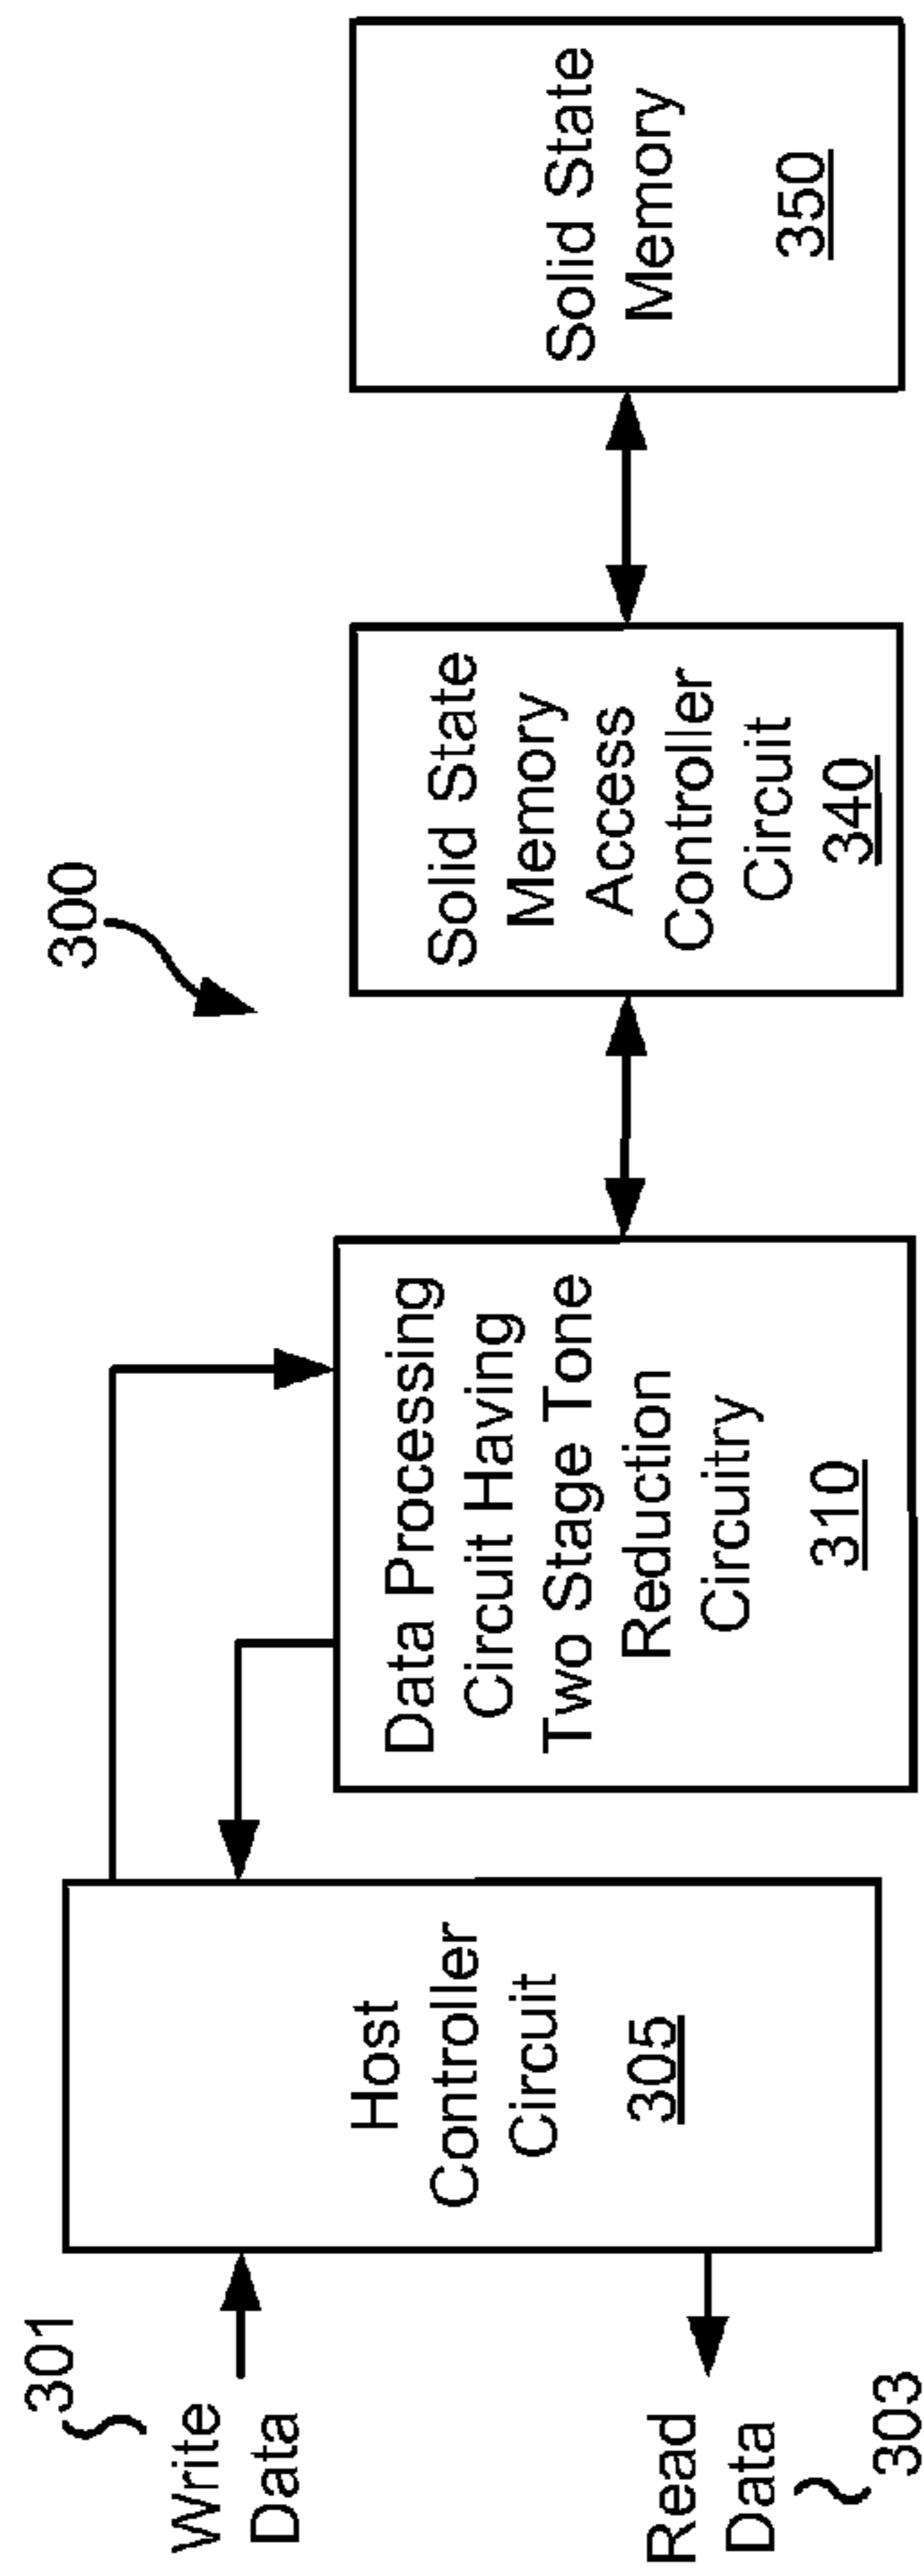 300
301
Write
Data
Read
Data
303
Host
Controller
Circuit
305
Data Processing
Circuit Having
Two Stage Tone
Reduction
Circuitry
310
Solid State
Memory
Access
Controller
Circuit
340
Solid State
Memory
350